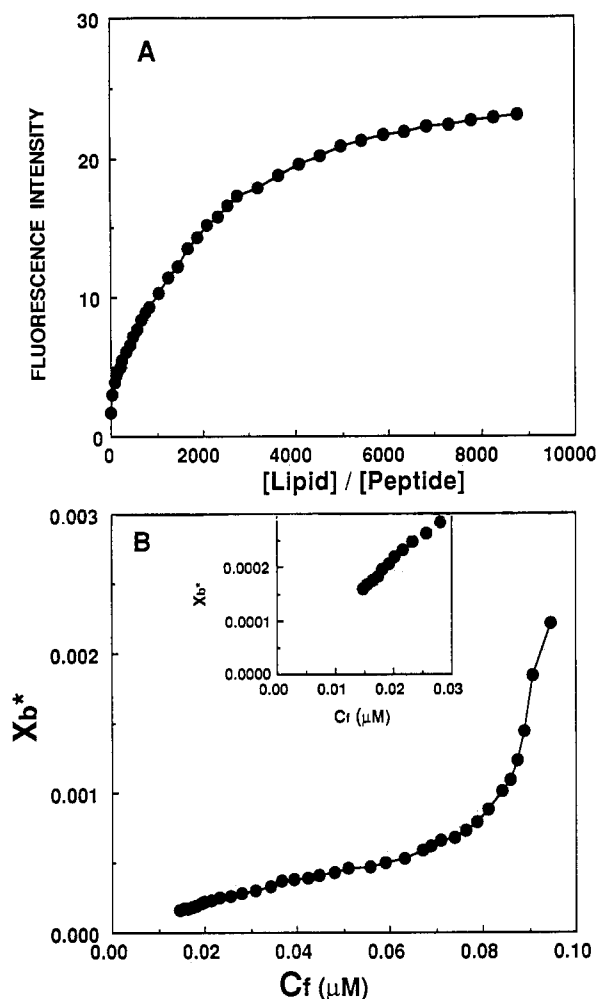 30
A
20
10
0
FLUORESCENCE INTENSITY
0 2000 4000 6000 8000 10000
[Lipid] / [Peptide]
0.003
B
0.002
0.001
0.000
Xb*
0.0002
0.0001
0.0000
Xb*
0.00 0.01 0.02 0.03
Cf (μM)
0.00 0.02 0.04 0.06 0.08 0.10
Cf (μM)